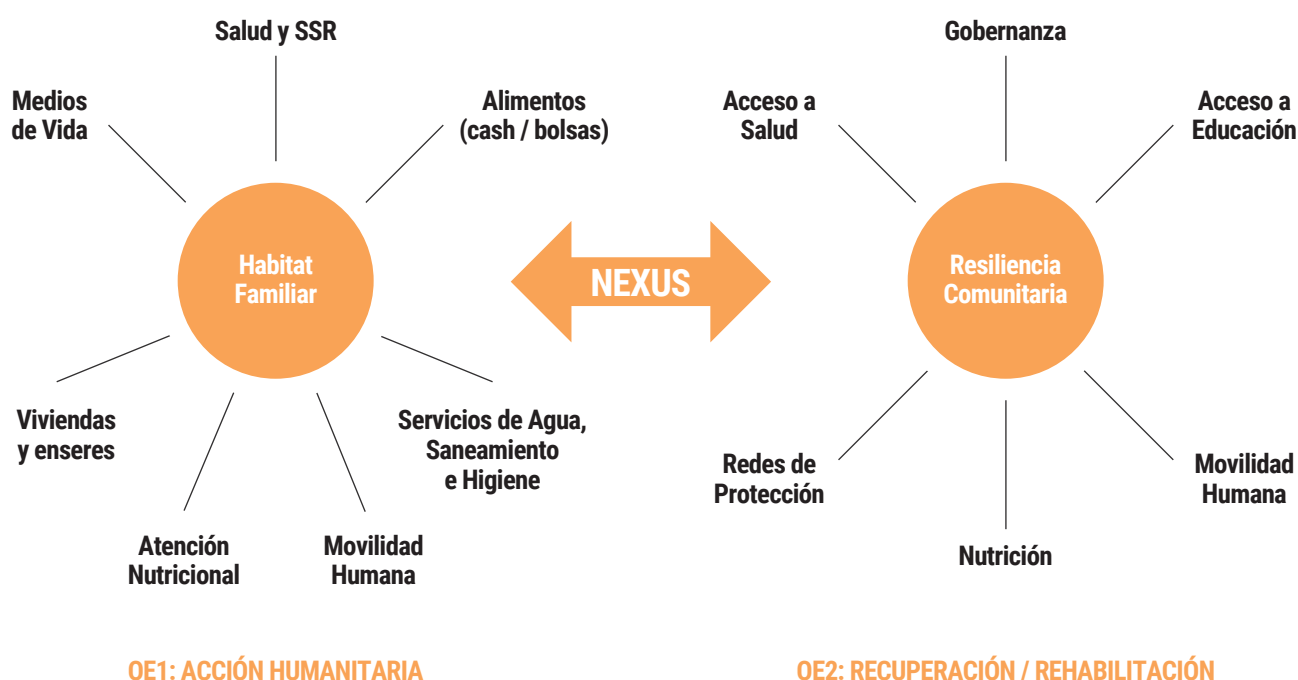 Salud y SSR
Medios
de Vida
Alimentos
(cash / bolsas)
Habitat
Familiar
Viviendas
y enseres
Servicios de Agua,
Saneamiento
e Higiene
Atención
Nutricional
Movilidad
Humana
OE1: ACCIÓN HUMANITARIA
NEXUS
Gobernanza
Acceso a
Salud
Acceso a
Educación
Resiliencia
Comunitaria
Redes de
Protección
Movilidad
Humana
Nutrición
OE2: RECUPERACIÓN / REHABILITACIÓN